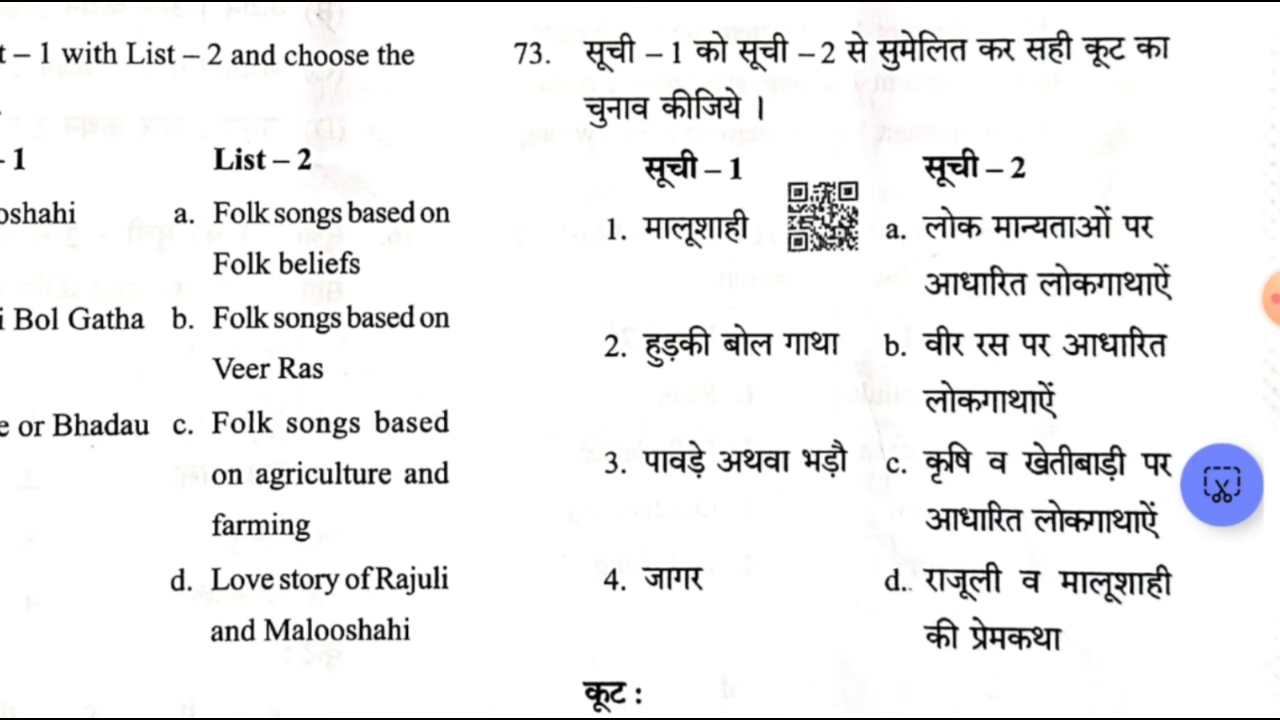 t – 1 with List – 2 and choose the
- 1 List – 2
oshahi a. Folk songs based on
Folk beliefs
i Bol Gatha b. Folk songs based on
Veer Ras
e or Bhadau c. Folk songs based
on agriculture and
farming
d. Love story of Rajuli
and Malooshahi
73. सूची – 1 को सूची – 2 से सुमेलित कर सही कूट का
चुनाव कीजिये ।
सूची – 1 सूची – 2
1. मालूशाही a. लोक मान्यताओं पर
आधारित लोकगाथाऐं
2. हुड़की बोल गाथा b. वीर रस पर आधारित
लोकगाथाऐं
3. पावड़े अथवा भड़ौ c. कृषि व खेतीबाड़ी पर
आधारित लोकगाथाऐं
4. जागर d. राजूली व मालूशाही
की प्रेमकथा
कूट :